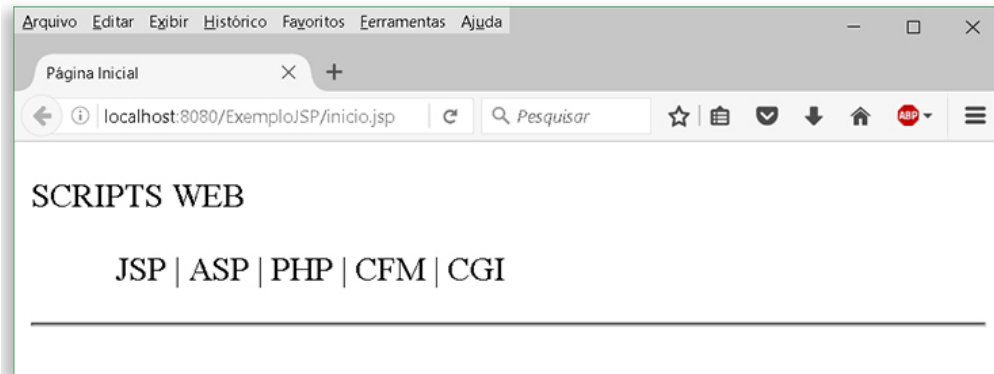 Arquivo Editar Exibir Histórico Favoritos Ferramentas Ajuda
Página Inicial
localhost:8080/ExemploJSP/inicio.jsp Pesquisar ABP
SCRIPTS WEB
JSP | ASP | PHP | CFM | CGI